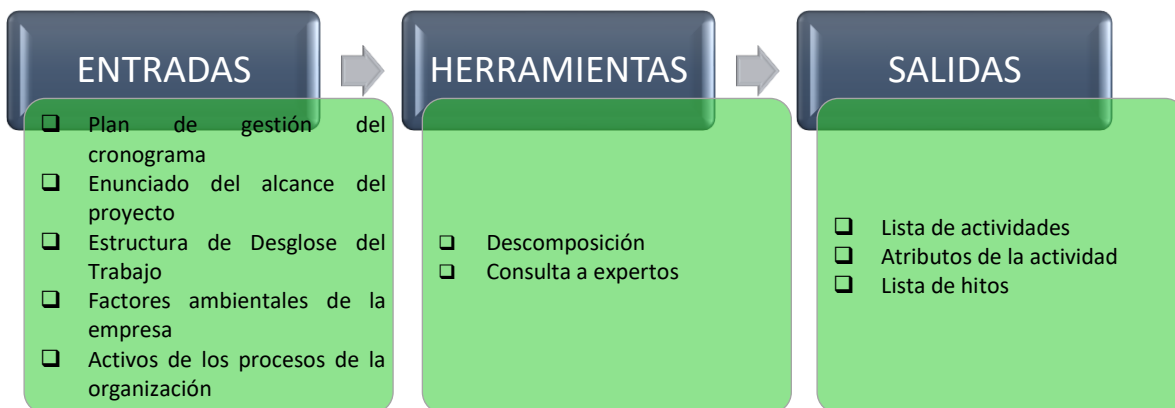 ENTRADAS
❑ Plan de gestión del
cronograma
❑ Enunciado del alcance del
proyecto
❑ Estructura de Desglose del
Trabajo
❑ Factores ambientales de la
empresa
❑ Activos de los procesos de la
organización
HERRAMIENTAS
❑ Descomposición
❑ Consulta a expertos
SALIDAS
❑ Lista de actividades
❑ Atributos de la actividad
❑ Lista de hitos